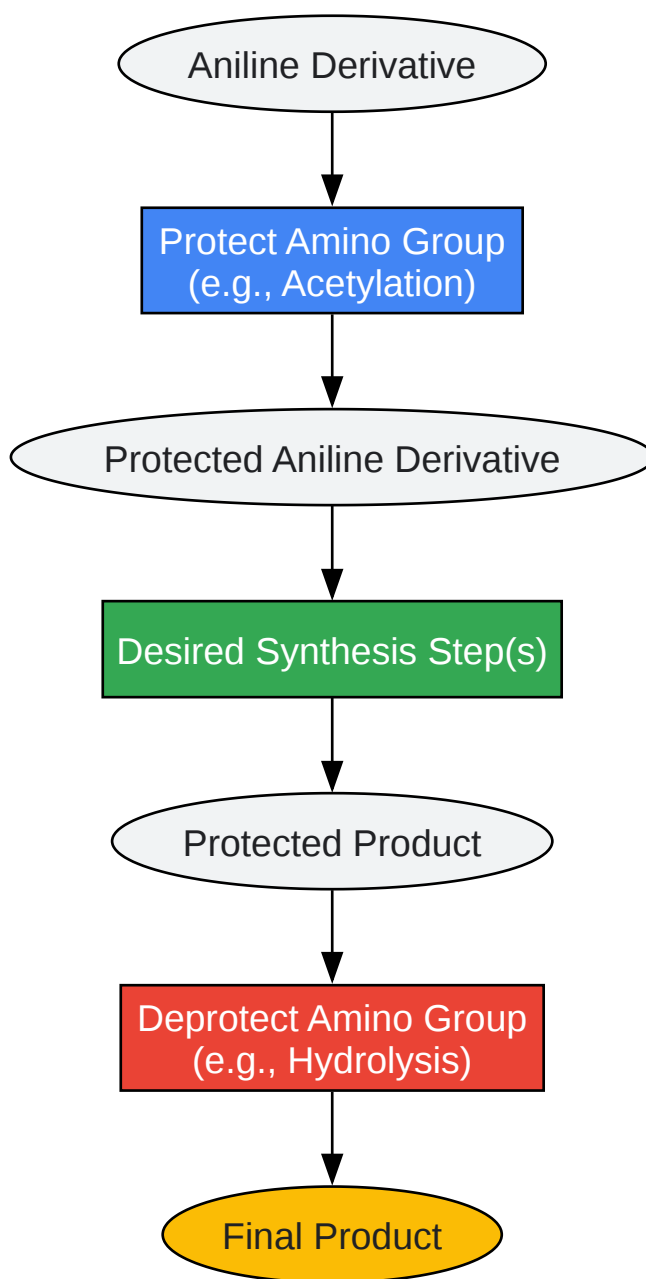 Aniline Derivative
Protect Amino Group
(e.g., Acetylation)
Protected Aniline Derivative
Desired Synthesis Step(s)
Protected Product
Deprotect Amino Group
(e.g., Hydrolysis)
Final Product